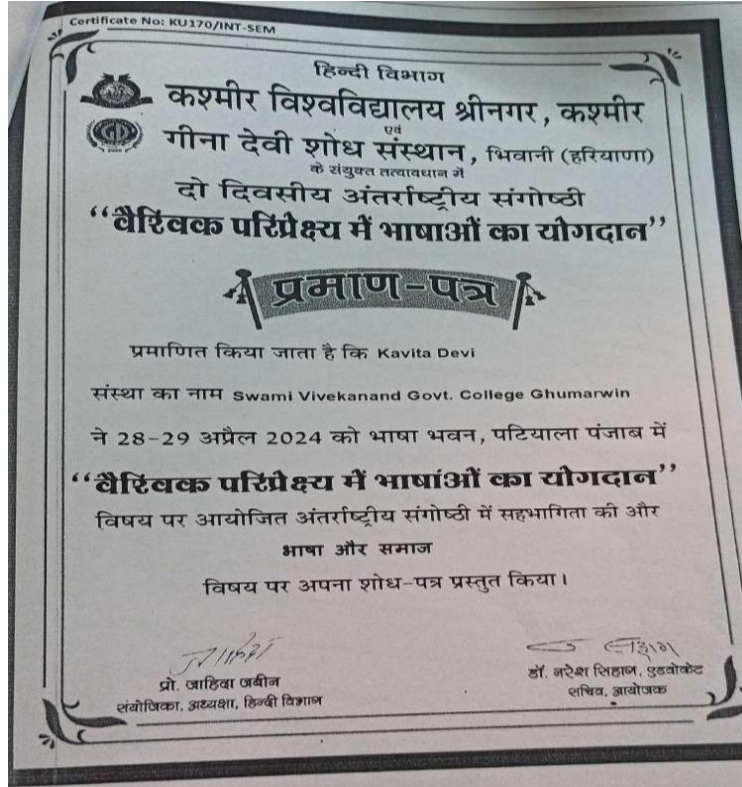 Certificate No: KU170/INT-SEM
हिन्दी विभाग
कश्मीर विश्वविद्यालय श्रीनगर, कश्मीर
एवं
गीना देवी शोध संस्थान, भिवानी (हरियाणा)
के संयुक्त तत्वावधान में
दो दिवसीय अंतर्राष्ट्रीय संगोष्ठी
“वैश्विक परिप्रेक्ष्य में भाषाओं का योगदान”
प्रमाण-पत्र
प्रमाणित किया जाता है कि Kavita Devi
संस्था का नाम Swami Vivekanand Govt. College Ghumarwin
ने 28-29 अप्रैल 2024 को भाषा भवन, पटियाला पंजाब में
“वैश्विक परिप्रेक्ष्य में भाषांओं का योगदान”
विषय पर आयोजित अंतर्राष्ट्रीय संगोष्ठी में सहभागिता की और
भाषा और समाज
विषय पर अपना शोध-पत्र प्रस्तुत किया।
प्रो. जाहिदा जबीन
संयोजिका, अध्यक्षा, हिन्दी विभाग
डॉ. नरेश सिहाग, एडवोकेट
सचिव, आयोजक